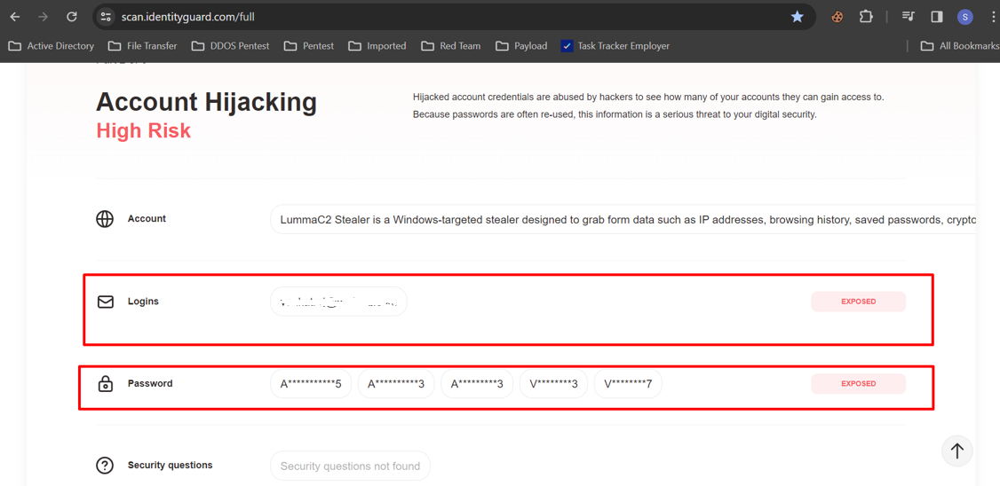 scan.identityguard.com/full
S
Active Directory File Transfer DDOS Pentest Pentest Imported Red Team Payload Task Tracker Employer All Bookmarks
Account Hijacking
High Risk
Hijacked account credentials are abused by hackers to see how many of your accounts they can gain access to.
Because passwords are often re-used, this information is a serious threat to your digital security.
Account
LummaC2 Stealer is a Windows-targeted stealer designed to grab form data such as IP addresses, browsing history, saved passwords, crypto
Logins
EXPOSED
Password
A***********5 A**********3 A*********3 V********3 V********7
EXPOSED
Security questions
Security questions not found